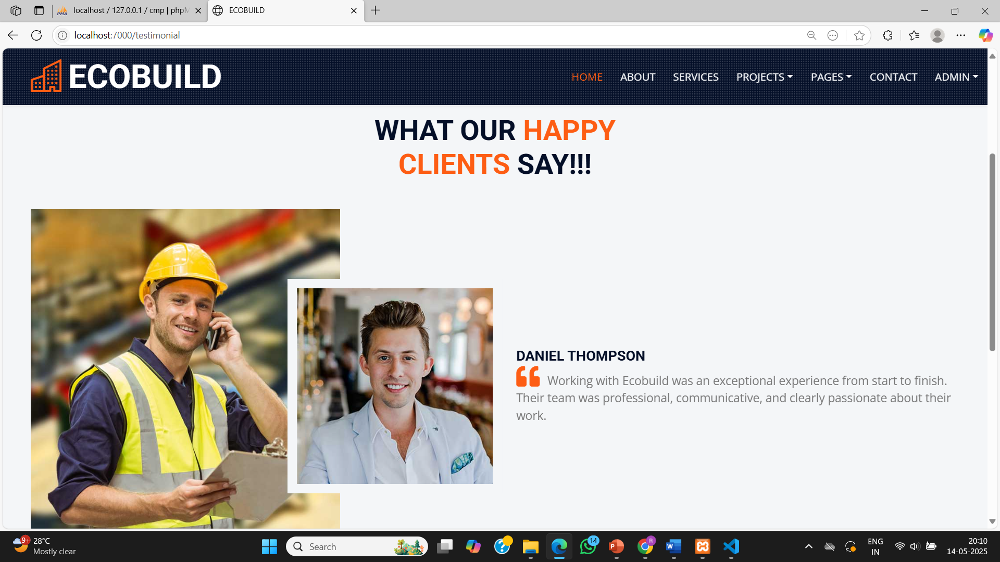 localhost / 127.0.0.1 / cmp | phpM
ECOBUILD
localhost:7000/testimonial
ECOBUILD
HOME ABOUT SERVICES PROJECTS PAGES CONTACT ADMIN
WHAT OUR HAPPY
CLIENTS SAY!!!
DANIEL THOMPSON
Working with Ecobuild was an exceptional experience from start to finish.
Their team was professional, communicative, and clearly passionate about their
work.
9+
28°C
Mostly clear
Search
14
R
ENG
IN
20:10
14-05-2025